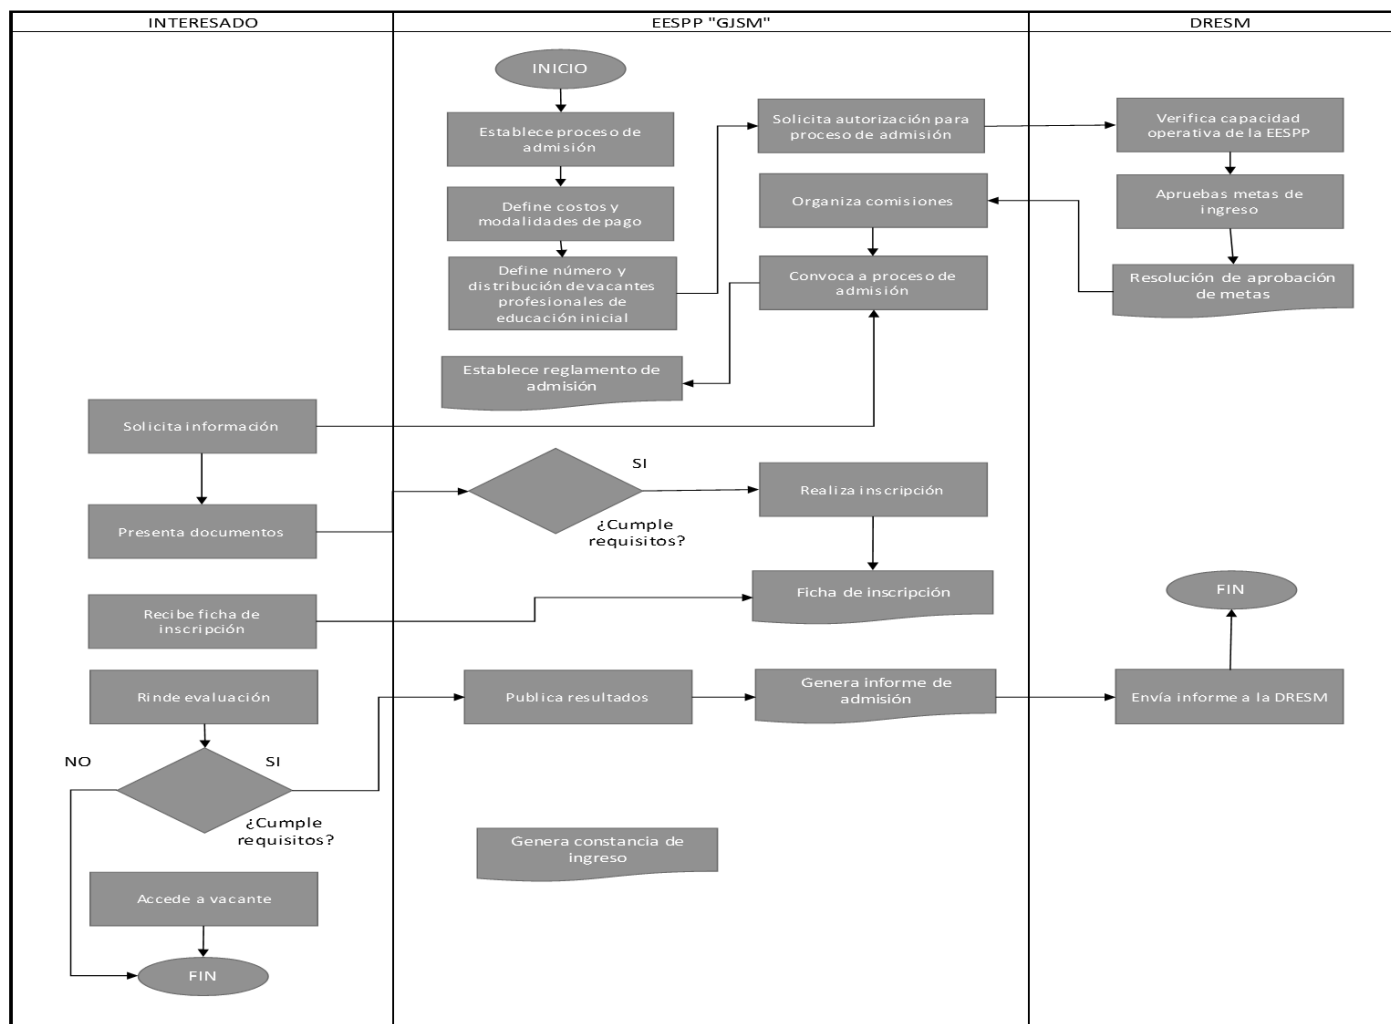 INTERESADO
EESPP "GJSM"
DRESM
INICIO
Establece proceso de
admisión
Define costos y
modalidades de pago
Define número y
distribución de vacantes
profesionales de
educación inicial
Solicita autorización para
proceso de admisión
Verifica capacidad
operativa de la EESPP
Apruebas metas de
ingreso
Resolución de aprobación
de metas
Organiza comisiones
Convoca a proceso de
admisión
Establece reglamento de
admisión
Solicita información
Presenta documentos
SI
¿Cumple
requisitos?
Realiza inscripción
Ficha de inscripción
Recibe ficha de
inscripción
Rinde evaluación
NO
SI
¿Cumple
requisitos?
Publica resultados
Genera informe de
admisión
Envía informe a la DRESM
FIN
Genera constancia de
ingreso
Accede a vacante
FIN